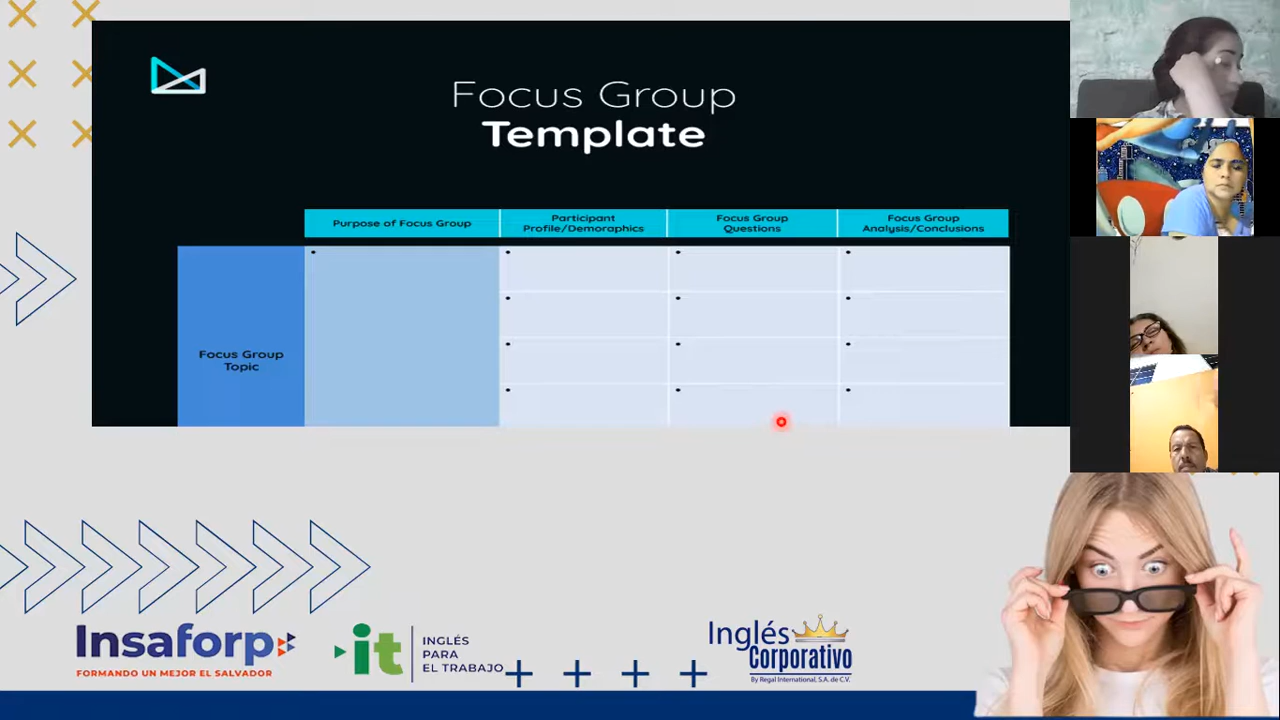 Focus Group
Template
Purpose of Focus Group
Participant
Profile/Demoraphics
Focus Group
Questions
Focus Group
Analysis/Conclusions
Focus Group
Topic
Insaforp
FORMANDO UN MEJOR EL SALVADOR
it
INGLÉS
PARA
EL TRABAJO
Inglés
Corporativo
By Regal International, S.A. de C.V.